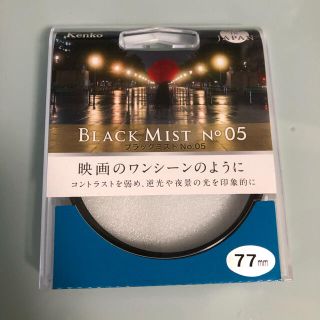 Kenko
JAPAN
BLACK MIST No 05
ブラックミスト No.05
映画のワンシーンのように
コントラストを弱め、逆光や夜景の光を印象的に
77mm